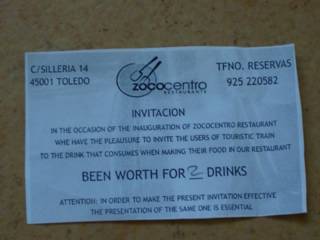 C/SILLERIA 14
45001 TOLEDO
zococentro
RESTAURANTE
TFNO. RESERVAS
925 220582
INVITACION
IN THE OCCASION OF THE INAUGURATION OF ZOCOCENTRO RESTAURANT
WHE HAVE THE PLEAUSURE TO INVITE THE USERS OF TOURISTIC TRAIN
TO THE DRINK THAT CONSUMES WHEN MAKING THEIR FOOD IN OUR RESTAURANT
BEEN WORTH FOR 2 DRINKS
ATTENTION: IN ORDER TO MAKE THE PRESENT INVITATION EFFECTIVE
THE PRESENTATION OF THE SAME ONE IS ESSENTIAL